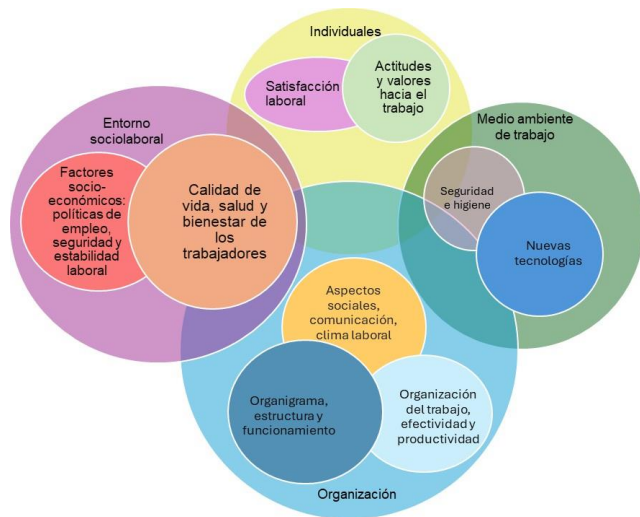 Individuales
Satisfacción
laboral
Actitudes
y valores
hacia el
trabajo
Entorno
sociolaboral
Factores
socio-
económicos:
políticas de
empleo,
seguridad y
estabilidad
laboral
Calidad de
vida, salud y
bienestar de
los
trabajadores
Medio ambiente
de trabajo
Seguridad
e higiene
Nuevas
tecnologías
Aspectos
sociales,
comunicación,
clima laboral
Organigrama,
estructura y
funcionamiento
Organización
del trabajo,
efectividad y
productividad
Organización